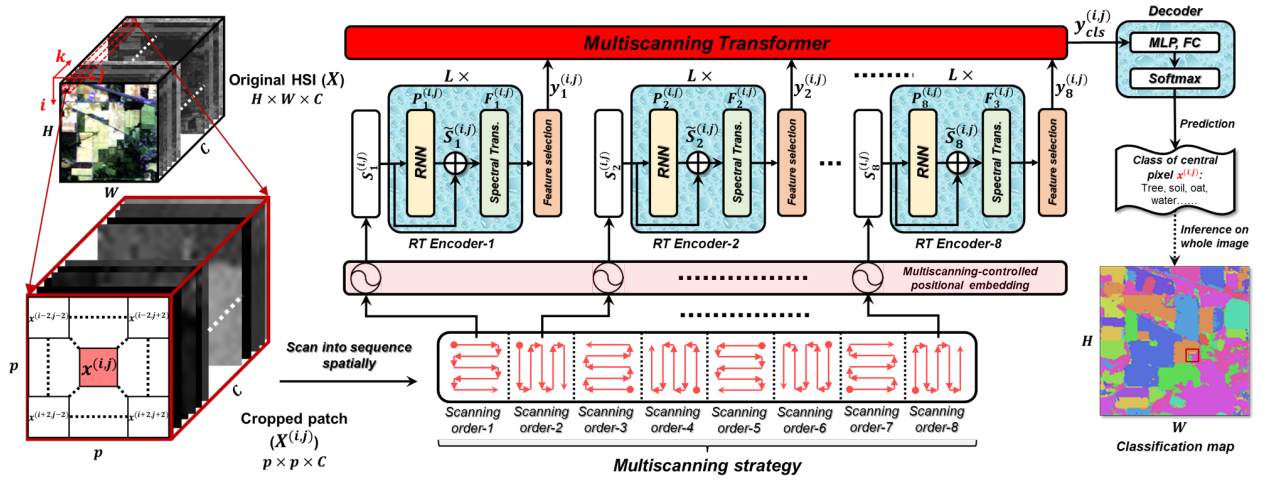 k
j
i
H
W
C
Original HSI (X)
H × W × C
x^(i−2,j−2)
x^(i−2,j+2)
x^(i,j)
x^(i+2,j−2)
x^(i+2,j+2)
p
p
C
Cropped patch
(X^(i,j))
p × p × C
Scan into sequence
spatially
Multiscanning Transformer
L ×
S_1^(i,j)
P_1^(i,j)
RNN
S̃_1^(i,j)
F_1^(i,j)
Spectral Trans.
Feature selection
y_1^(i,j)
RT Encoder-1
L ×
S_2^(i,j)
P_2^(i,j)
RNN
S̃_2^(i,j)
F_2^(i,j)
Spectral Trans.
Feature selection
y_2^(i,j)
RT Encoder-2
L ×
S_8^(i,j)
P_8^(i,j)
RNN
S̃_8^(i,j)
F_3^(i,j)
Spectral Trans.
Feature selection
y_8^(i,j)
RT Encoder-8
Multiscanning-controlled
positional embedding
Scanning
order-1
Scanning
order-2
Scanning
order-3
Scanning
order-4
Scanning
order-5
Scanning
order-6
Scanning
order-7
Scanning
order-8
Multiscanning strategy
y_cls^(i,j)
Decoder
MLP, FC
Softmax
Prediction
Class of central
pixel x^(i,j):
Tree, soil, oat,
water……
Inference on
whole image
H
W
Classification map